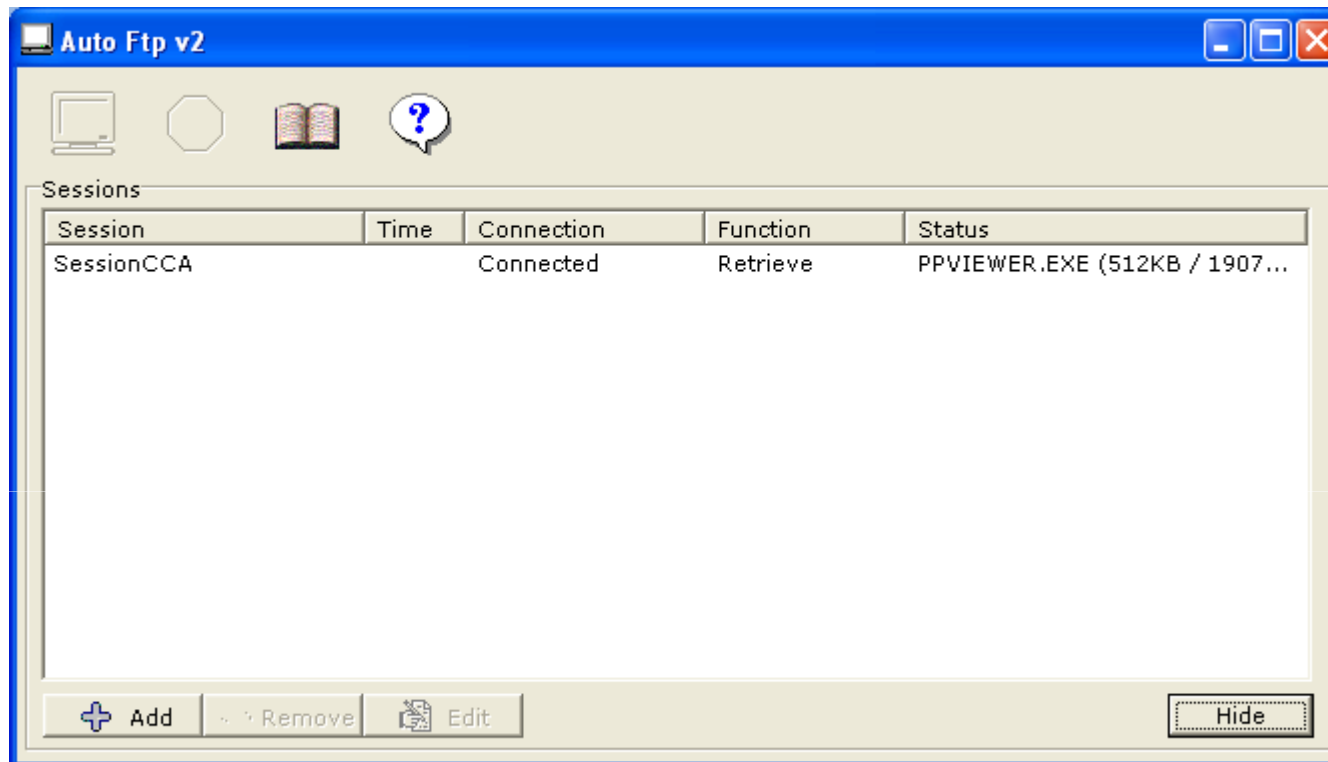 Auto Ftp v2
?
Sessions
Session Time Connection Function Status
SessionCCA Connected Retrieve PPVIEWER.EXE (512KB / 1907...
Add Remove Edit Hide